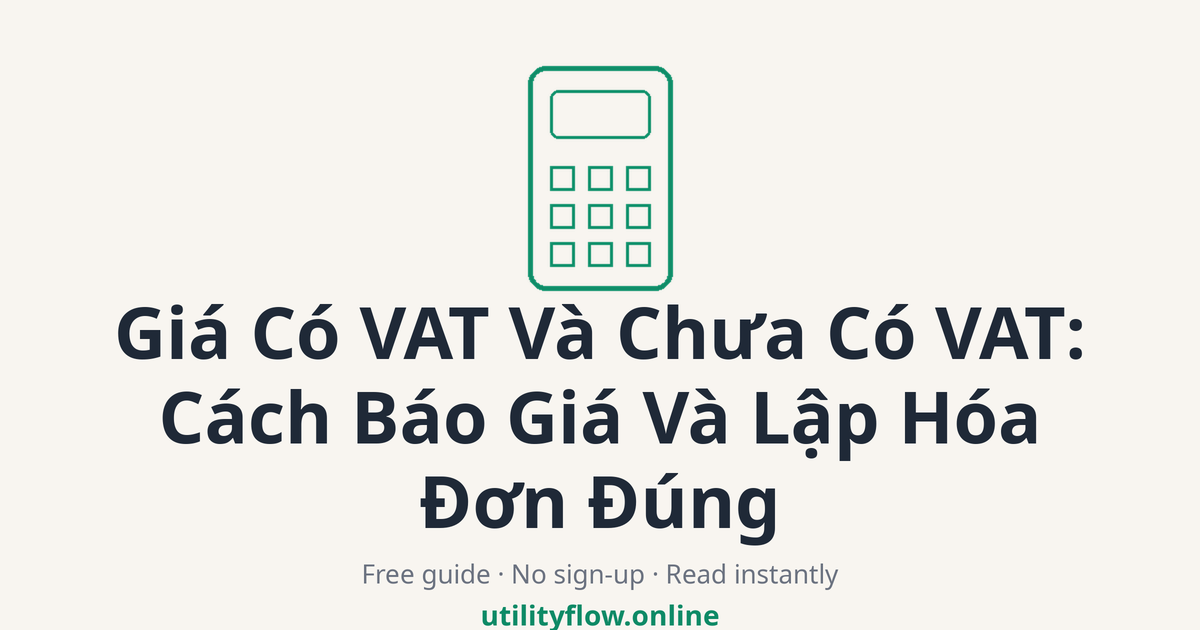 Giá Có VAT Và Chưa Có VAT:
Cách Báo Giá Và Lập Hóa
Đơn Đúng
Free guide · No sign-up · Read instantly
utilityflow.online